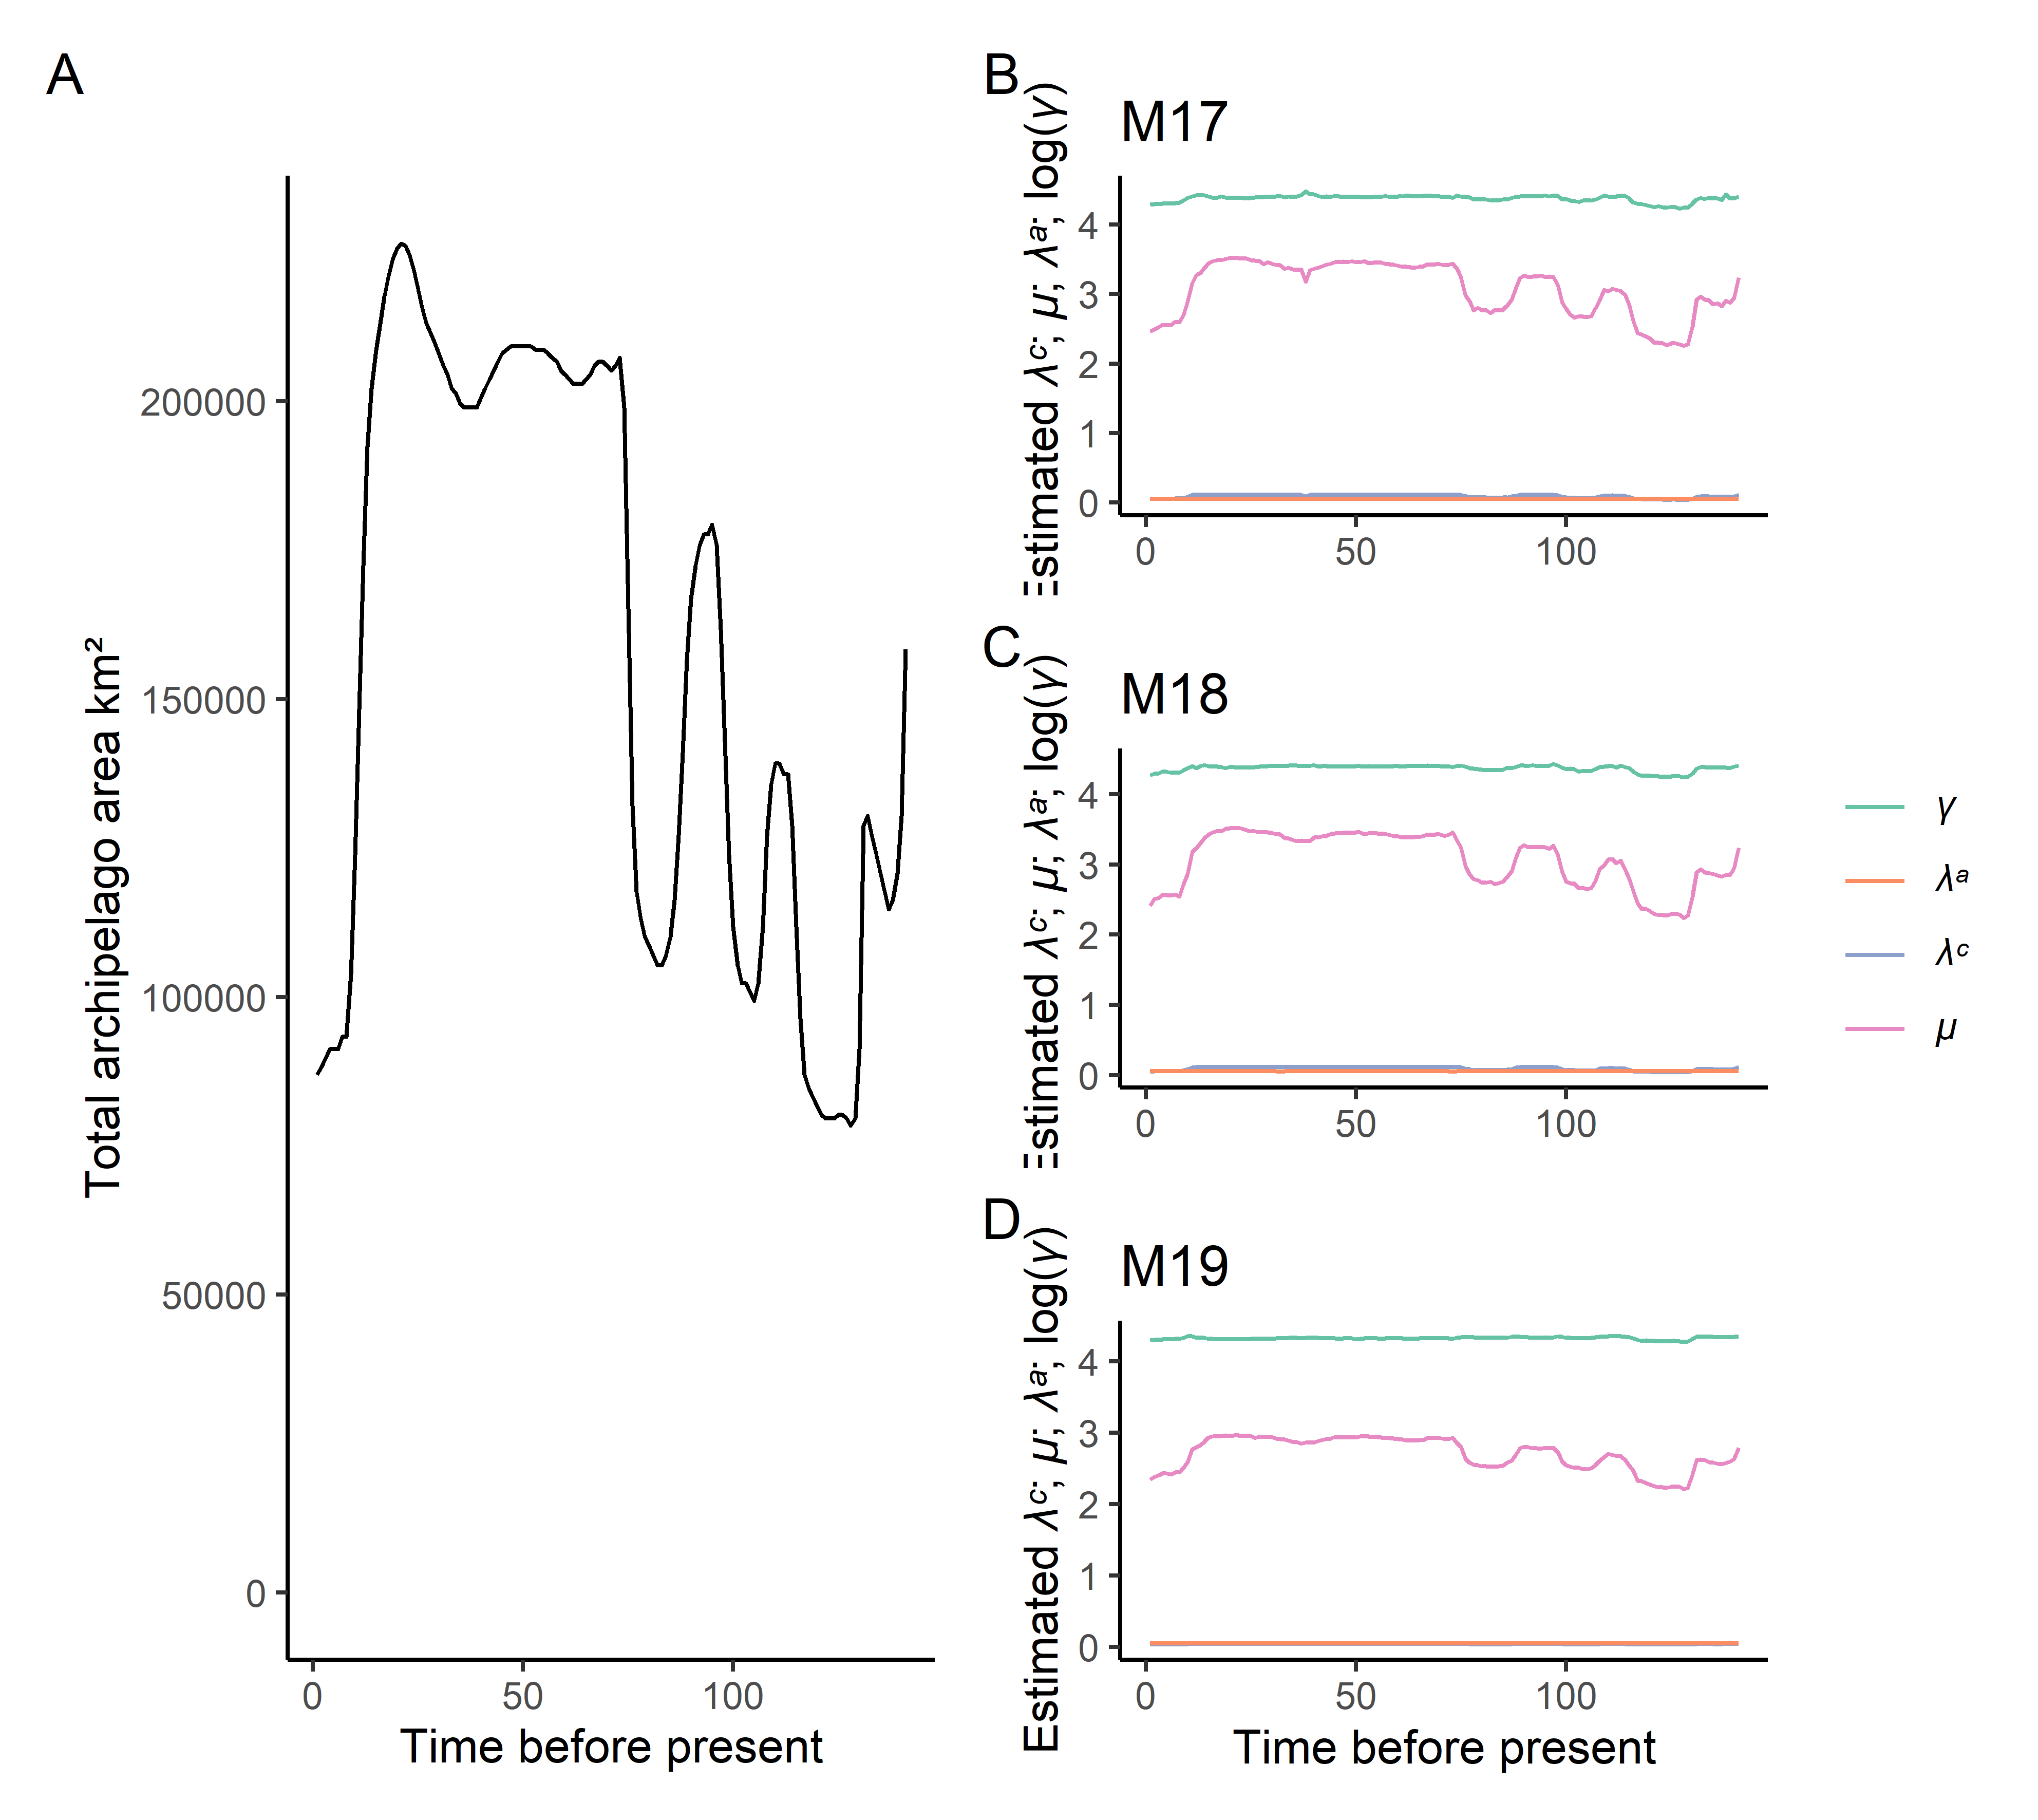 A
Total archipelago area km²
200000
150000
100000
50000
0
0 50 100
Time before present
B
M17
Estimated λᶜ; μ; λᵃ; log(γ)
4
3
2
1
0
0 50 100
C
M18
Estimated λᶜ; μ; λᵃ; log(γ)
4
3
2
1
0
0 50 100
D
M19
Estimated λᶜ; μ; λᵃ; log(γ)
4
3
2
1
0
0 50 100
Time before present
γ
λᵃ
λᶜ
μ